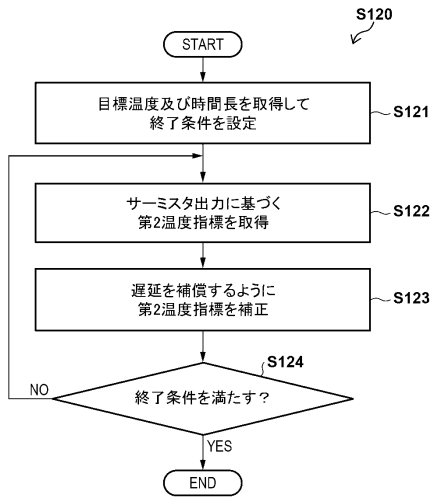 S120
START
目標温度及び時間長を取得して
終了条件を設定
S121
サーミスタ出力に基づく
第2温度指標を取得
S122
遅延を補償するように
第2温度指標を補正
S123
S124
終了条件を満たす？
NO
YES
END